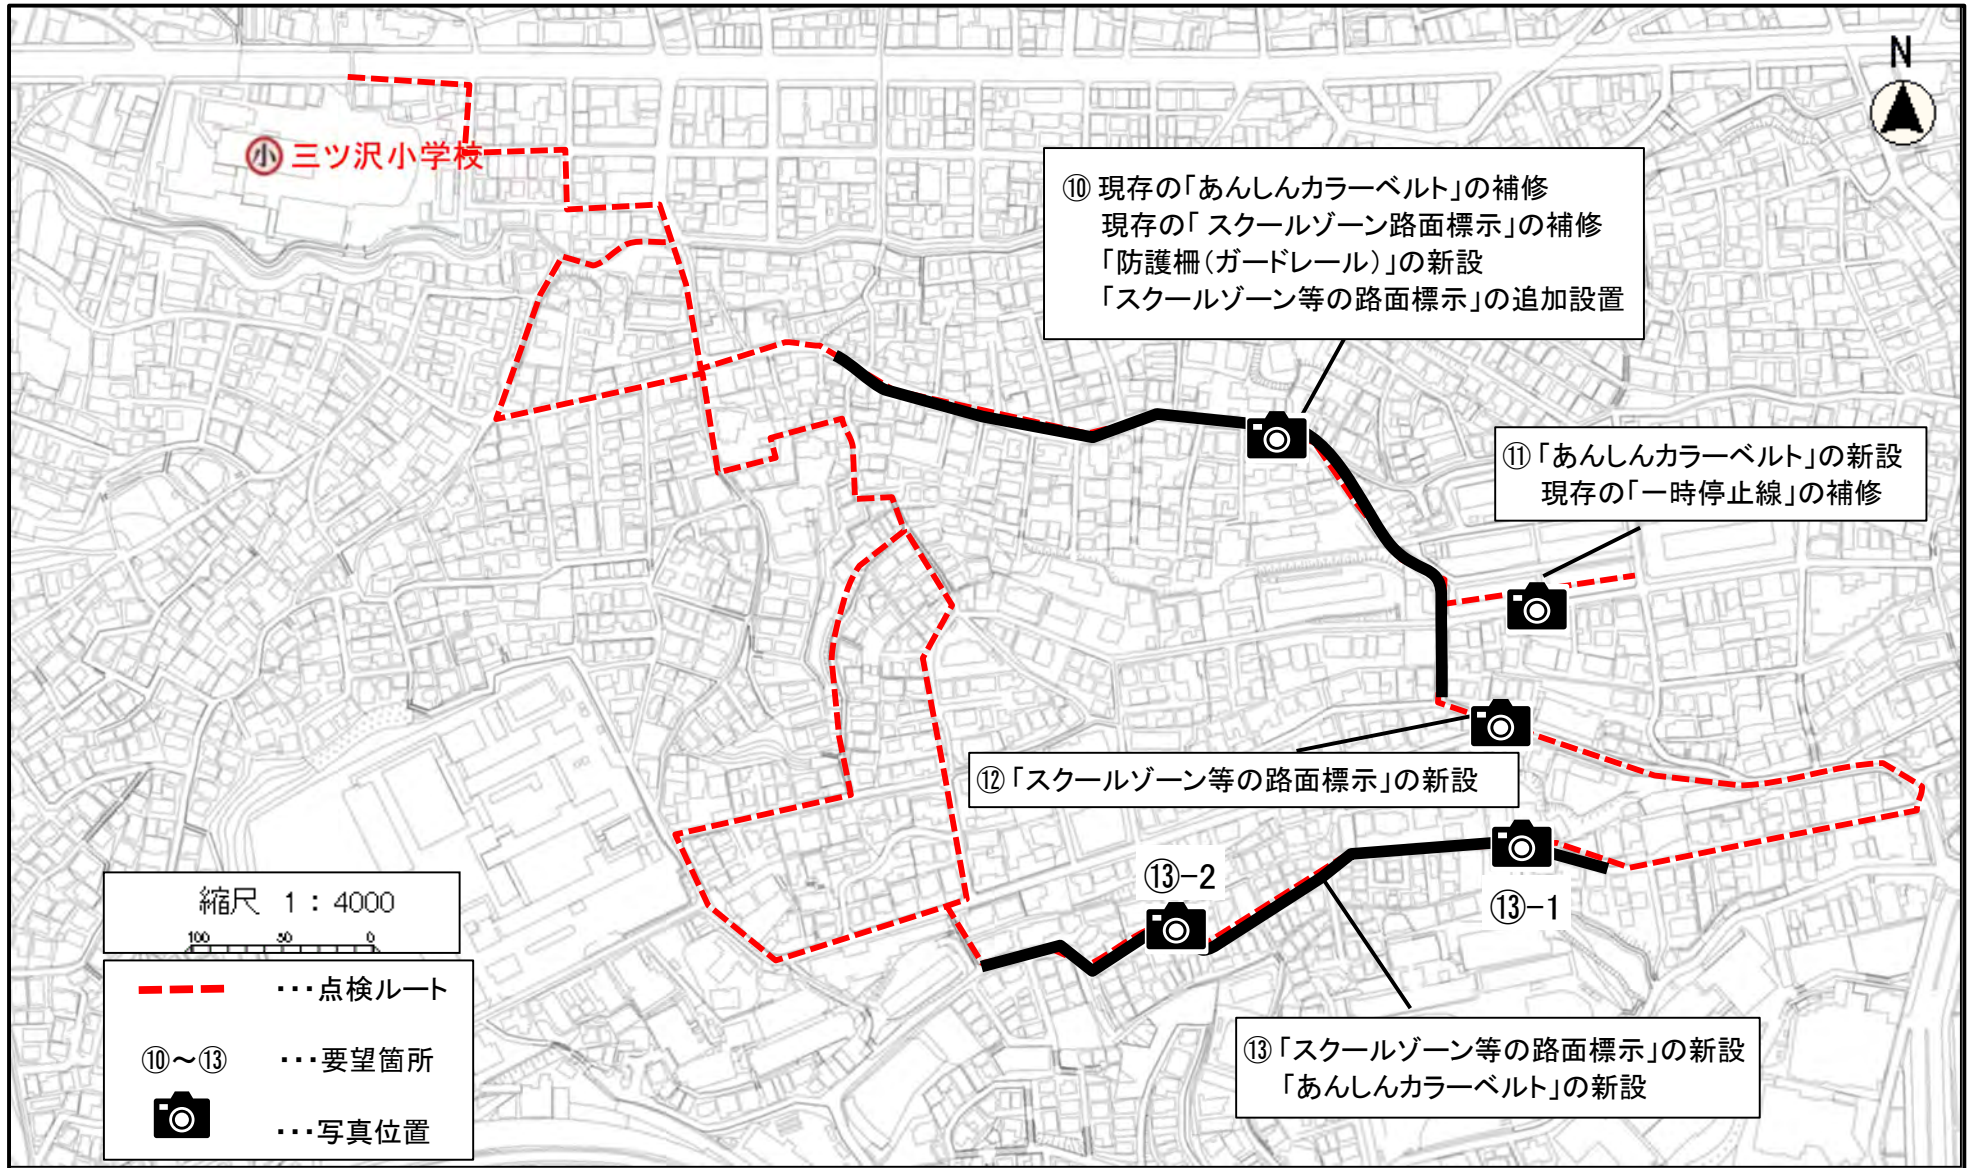 N
小 三ツ沢小学校
⑩ 現存の「あんしんカラーベルト」の補修
現存の「 スクールゾーン路面標示」の補修
「防護柵(ガードレール)」の新設
「スクールゾーン等の路面標示」の追加設置
⑪「あんしんカラーベルト」の新設
現存の「一時停止線」の補修
⑫「スクールゾーン等の路面標示」の新設
⑬-2
⑬-1
⑬「スクールゾーン等の路面標示」の新設
「あんしんカラーベルト」の新設
縮尺 1 : 4000
100 50 0
・・・点検ルート
⑩～⑬ ・・・要望箇所
・・・写真位置